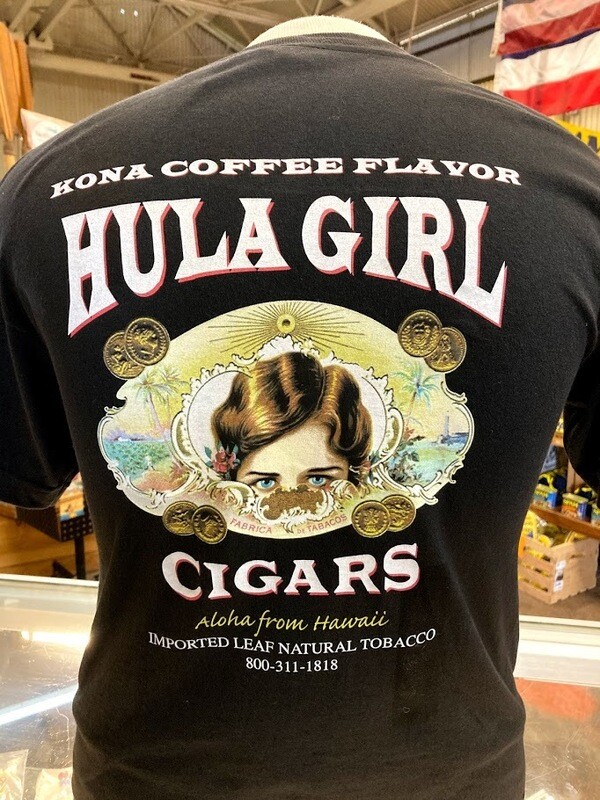 KONA COFFEE FLAVOR
HULA GIRL
FABRICA DE TABACOS
CIGARS
Aloha from Hawaii
IMPORTED LEAF NATURAL TOBACCO
800-311-1818